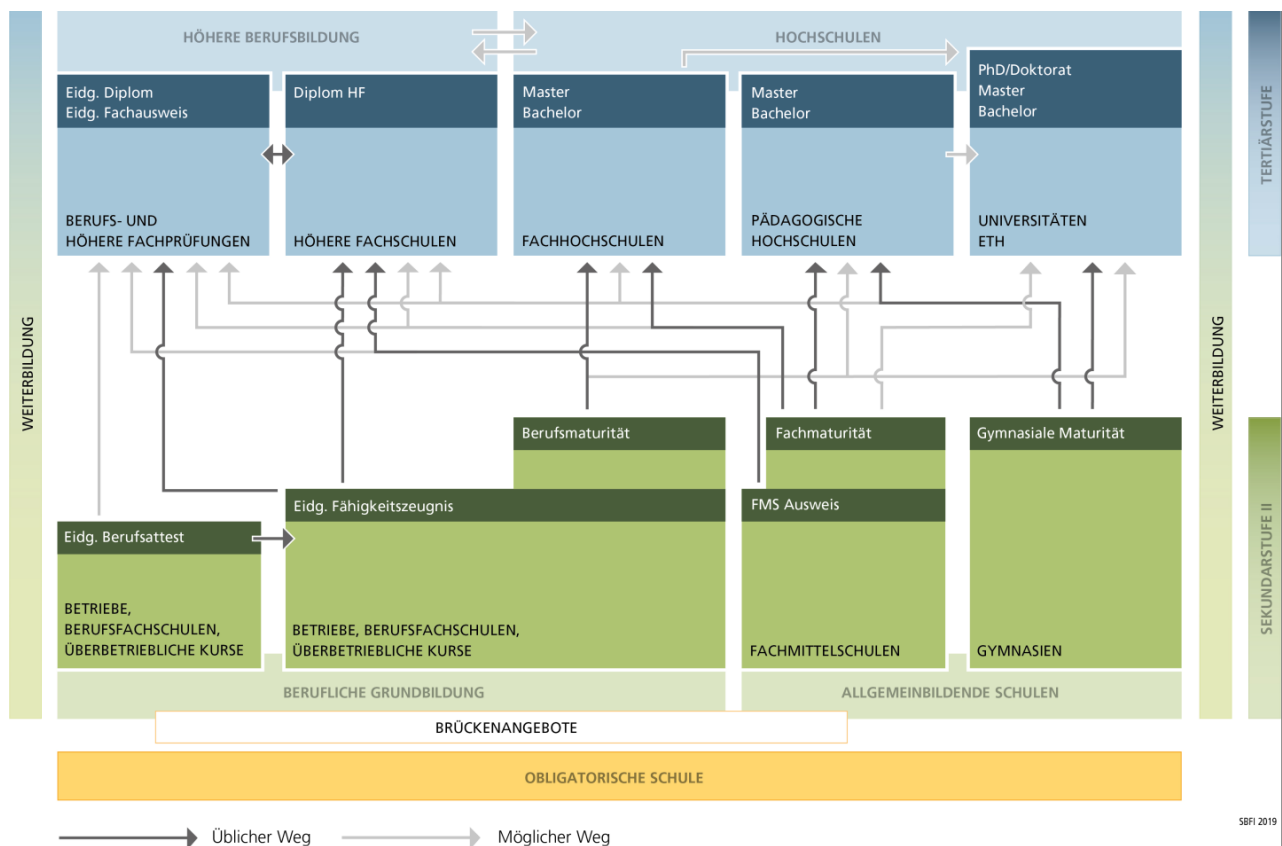 HÖHERE BERUFSBILDUNG
HOCHSCHULEN
Eidg. Diplom
Eidg. Fachausweis
BERUFS- UND
HÖHERE FACHPRÜFUNGEN
Diplom HF
HÖHERE FACHSCHULEN
Master
Bachelor
FACHHOCHSCHULEN
Master
Bachelor
PÄDAGOGISCHE
HOCHSCHULEN
PhD/Doktorat
Master
Bachelor
UNIVERSITÄTEN
ETH
TERTIÄRSTUFE
WEITERBILDUNG
WEITERBILDUNG
Berufsmaturität
Fachmaturität
Gymnasiale Maturität
Eidg. Fähigkeitszeugnis
FMS Ausweis
Eidg. Berufsattest
BETRIEBE,
BERUFSFACHSCHULEN,
ÜBERBETRIEBLICHE KURSE
BETRIEBE, BERUFSFACHSCHULEN,
ÜBERBETRIEBLICHE KURSE
FACHMITTELSCHULEN
GYMNASIEN
SEKUNDARSTUFE II
BERUFLICHE GRUNDBILDUNG
ALLGEMEINBILDENDE SCHULEN
BRÜCKENANGEBOTE
OBLIGATORISCHE SCHULE
Üblicher Weg
Möglicher Weg
SBFI 2019